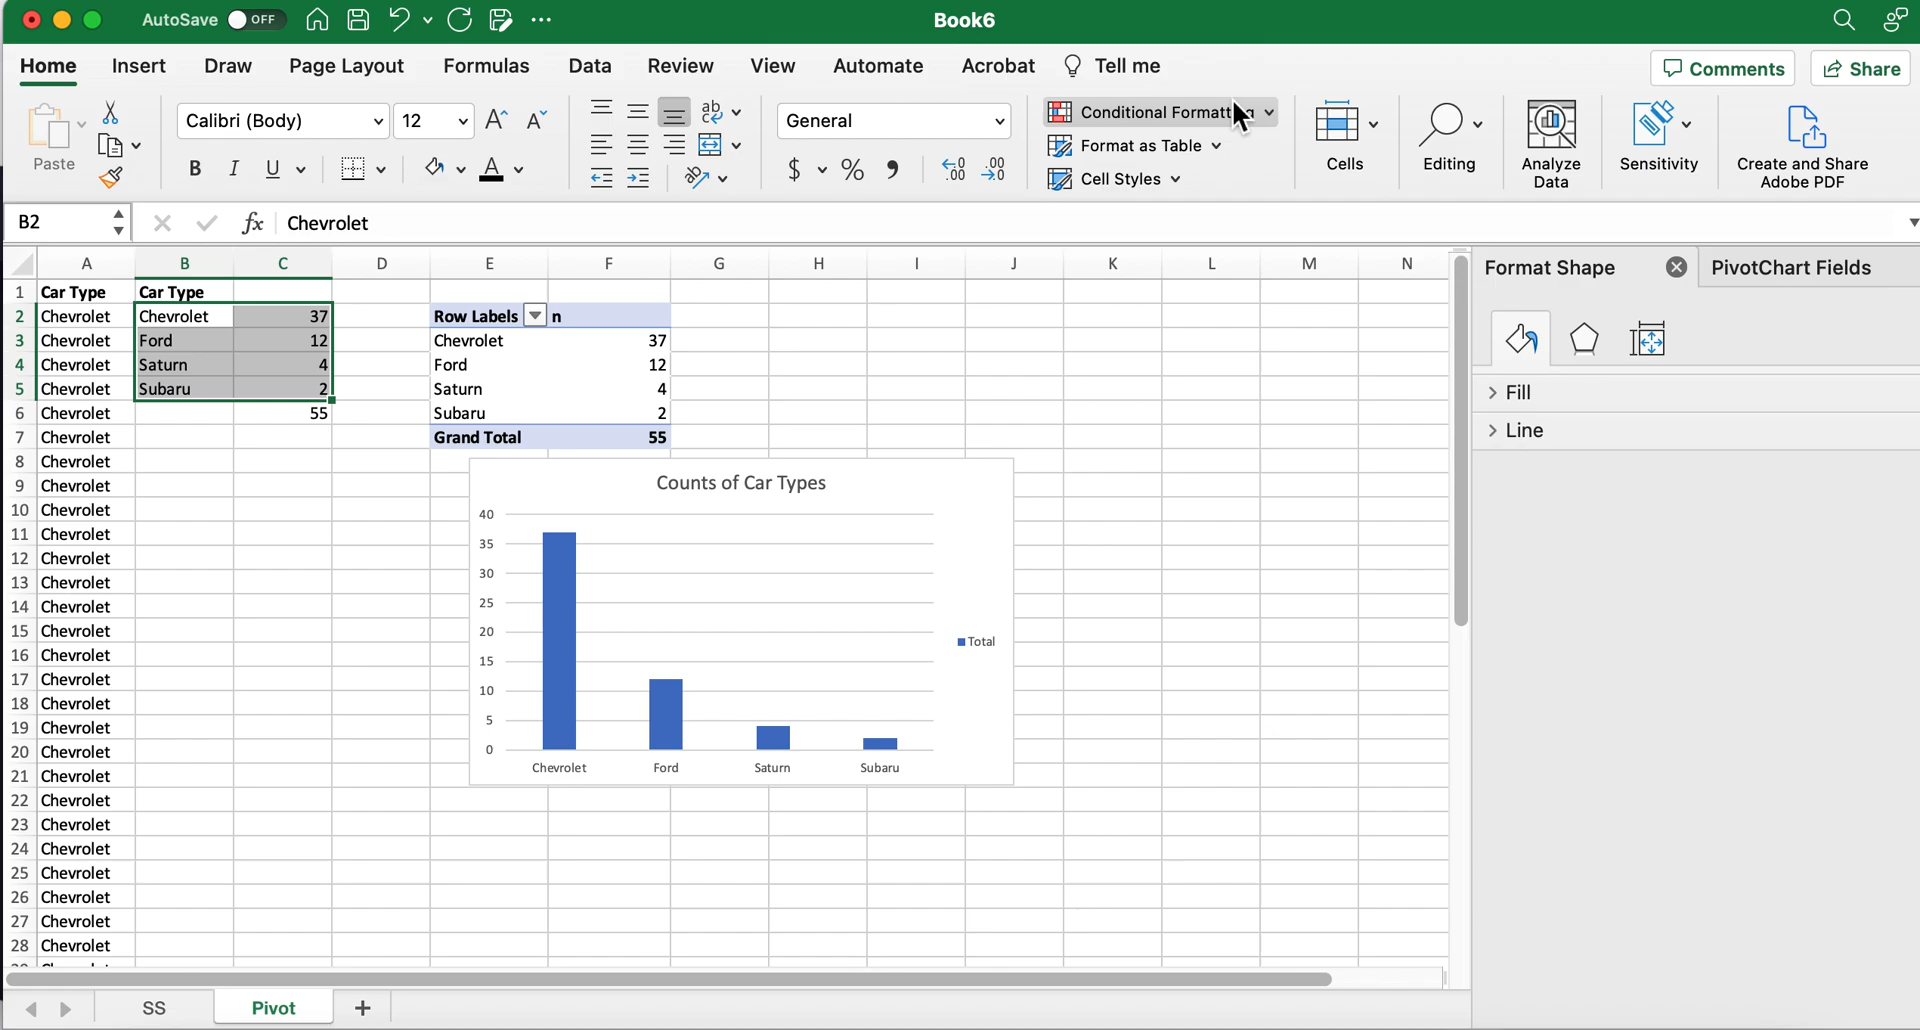 AutoSave OFF
Book6
Home Insert Draw Page Layout Formulas Data Review View Automate Acrobat Tell me
Comments Share
Paste
Calibri (Body) 12
B I U A
ab
General
$ % 9
Conditional Formatt
Format as Table
Cell Styles
Cells
Editing
Analyze Data
Sensitivity
Create and Share Adobe PDF
B2 fx Chevrolet
A B C D E F G H I J K L M N
1 Car Type Car Type
2 Chevrolet Chevrolet 37 Row Labels n
3 Chevrolet Ford 12 Chevrolet 37
4 Chevrolet Saturn 4 Ford 12
5 Chevrolet Subaru 2 Saturn 4
6 Chevrolet 55 Subaru 2
7 Chevrolet Grand Total 55
8 Chevrolet
9 Chevrolet
10 Chevrolet
11 Chevrolet
12 Chevrolet
13 Chevrolet
14 Chevrolet
15 Chevrolet
16 Chevrolet
17 Chevrolet
18 Chevrolet
19 Chevrolet
20 Chevrolet
21 Chevrolet
22 Chevrolet
23 Chevrolet
24 Chevrolet
25 Chevrolet
26 Chevrolet
27 Chevrolet
28 Chevrolet
Counts of Car Types
40
35
30
25
20
15
10
5
0
Chevrolet Ford Saturn Subaru
Total
Format Shape PivotChart Fields
Fill
Line
SS Pivot